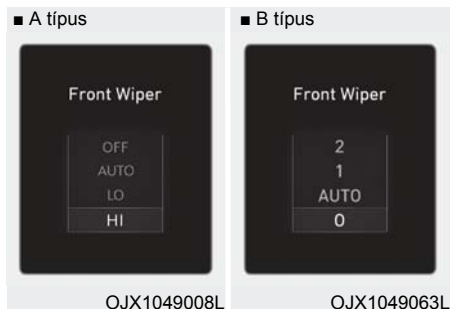 ■ A típus
Front Wiper
OFF
AUTO
LO
HI
OJX1049008L
■ B típus
Front Wiper
2
1
AUTO
0
OJX1049063L